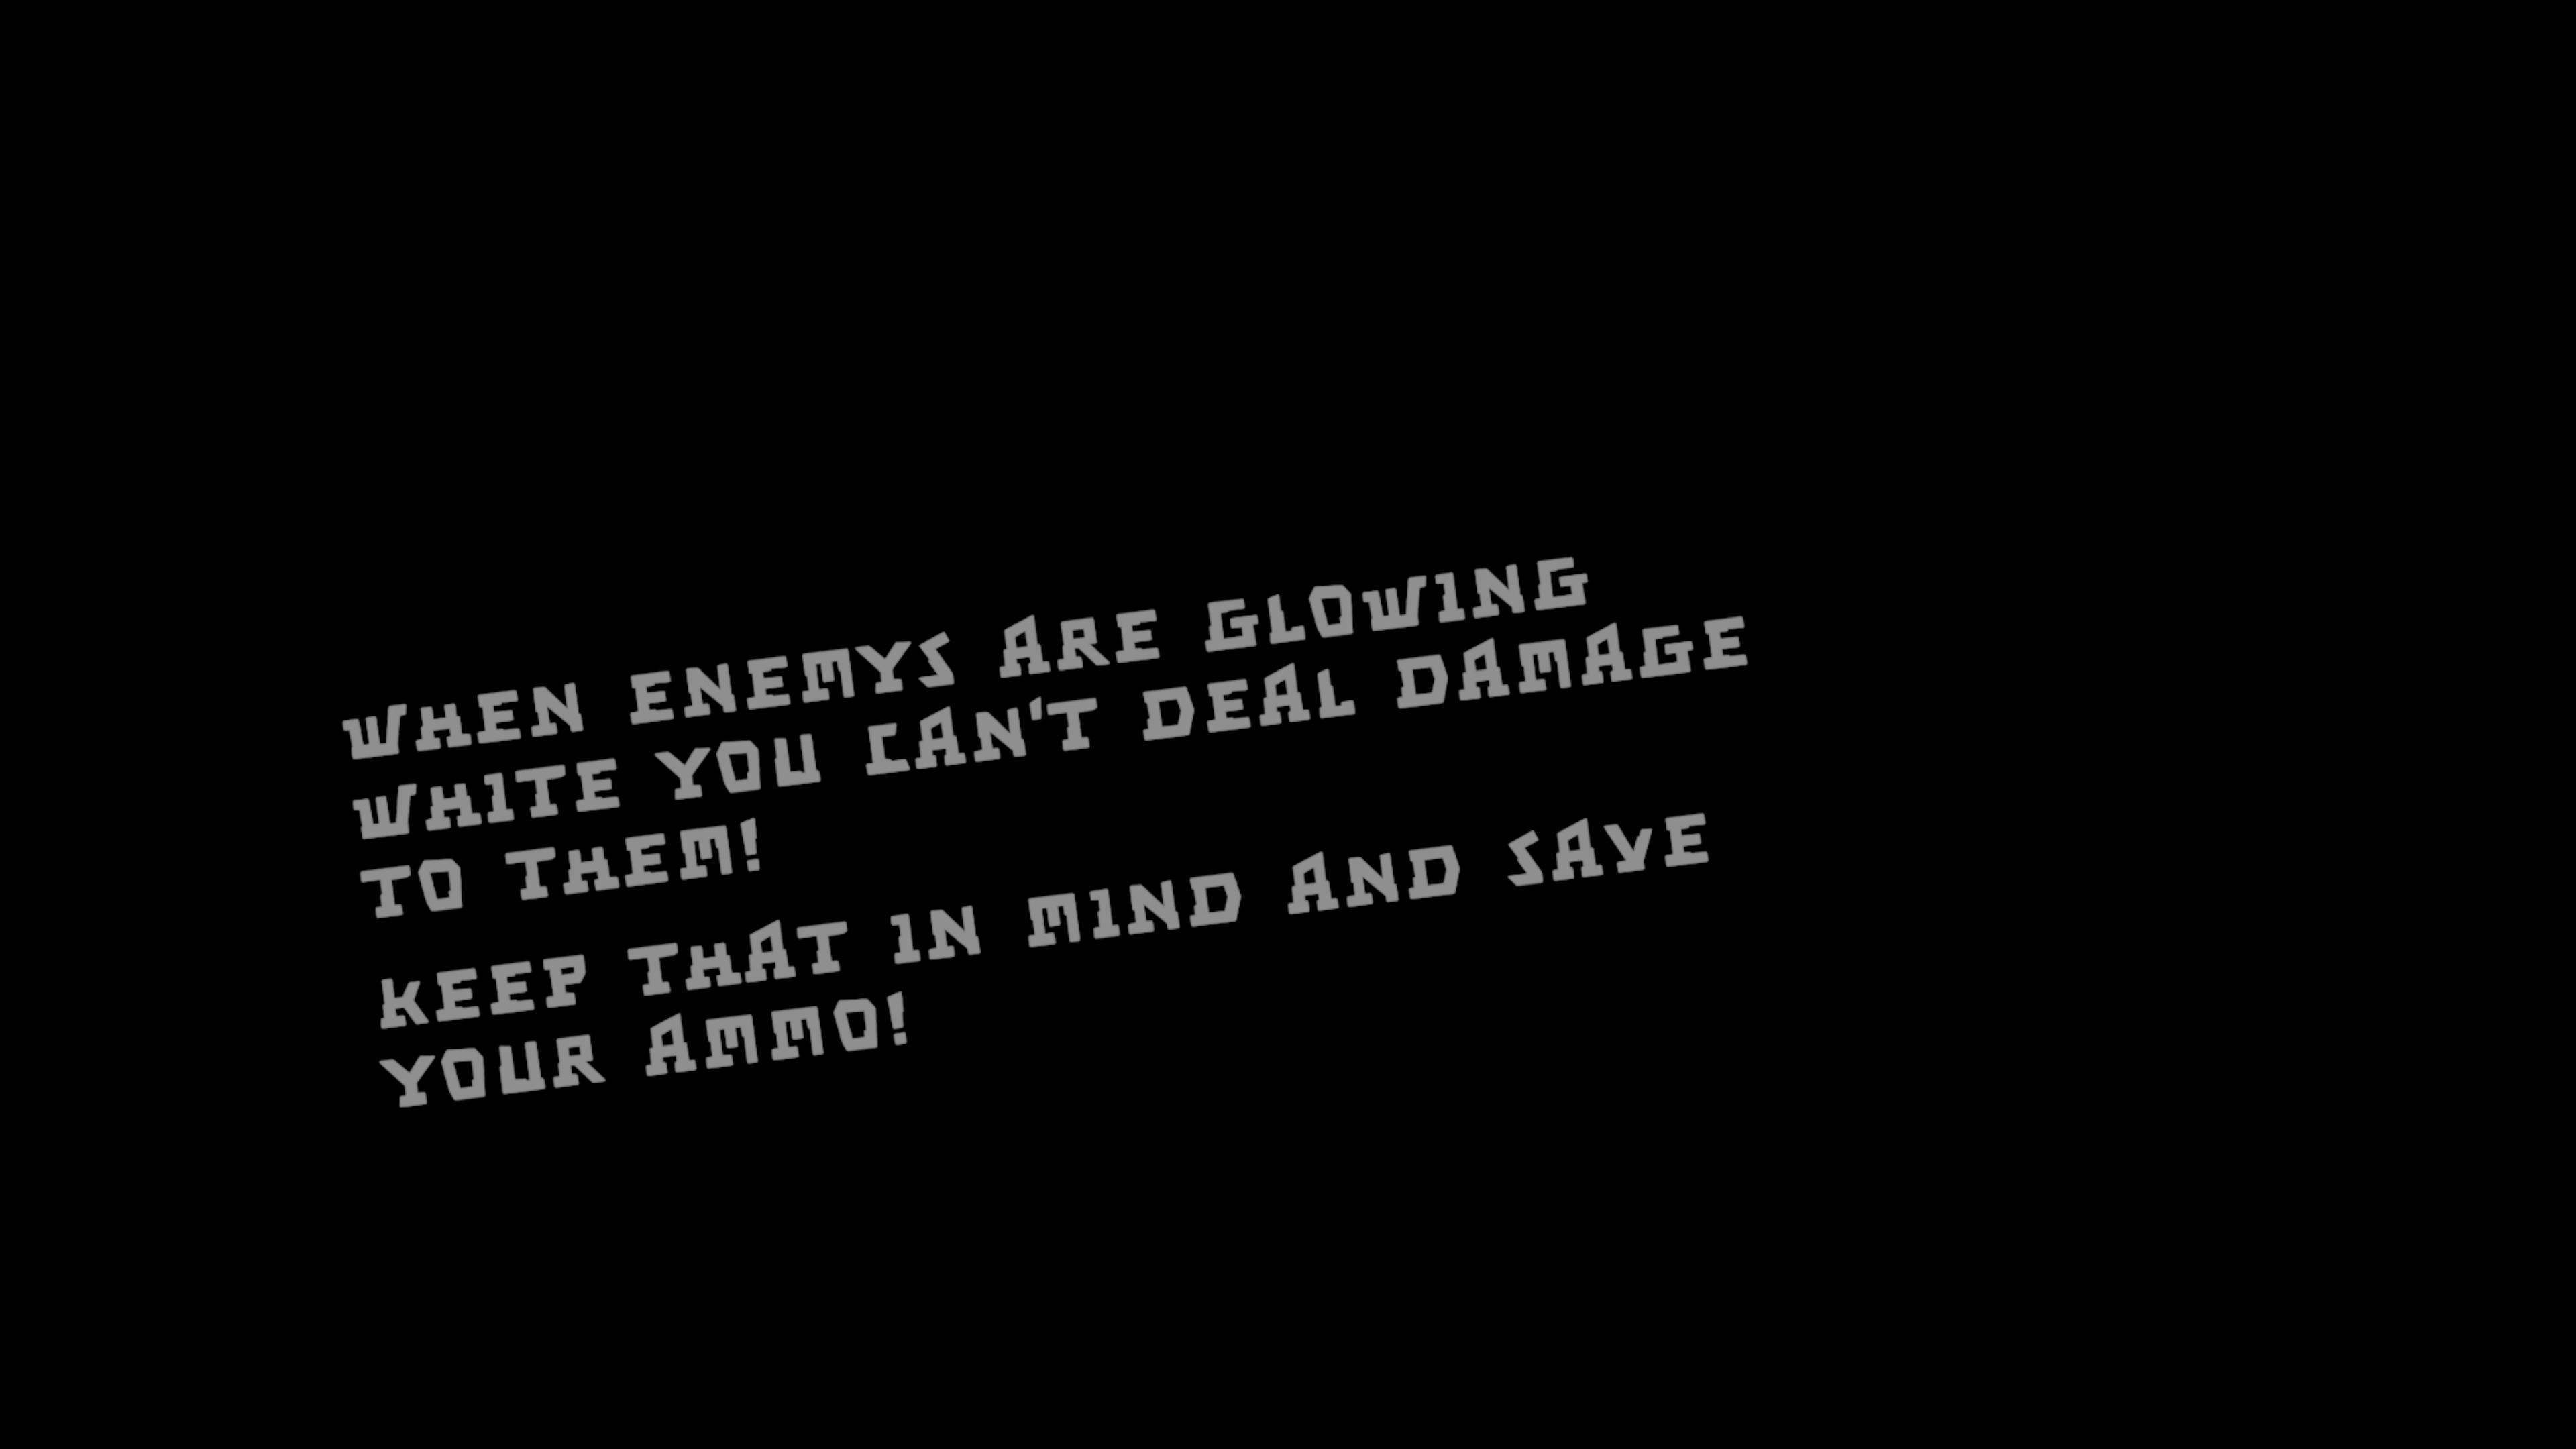 WHEN ENEMYS ARE GLOWING
WHITE YOU CAN'T DEAL DAMAGE
TO THEM!
KEEP THAT IN MIND AND SAVE
YOUR AMMO!